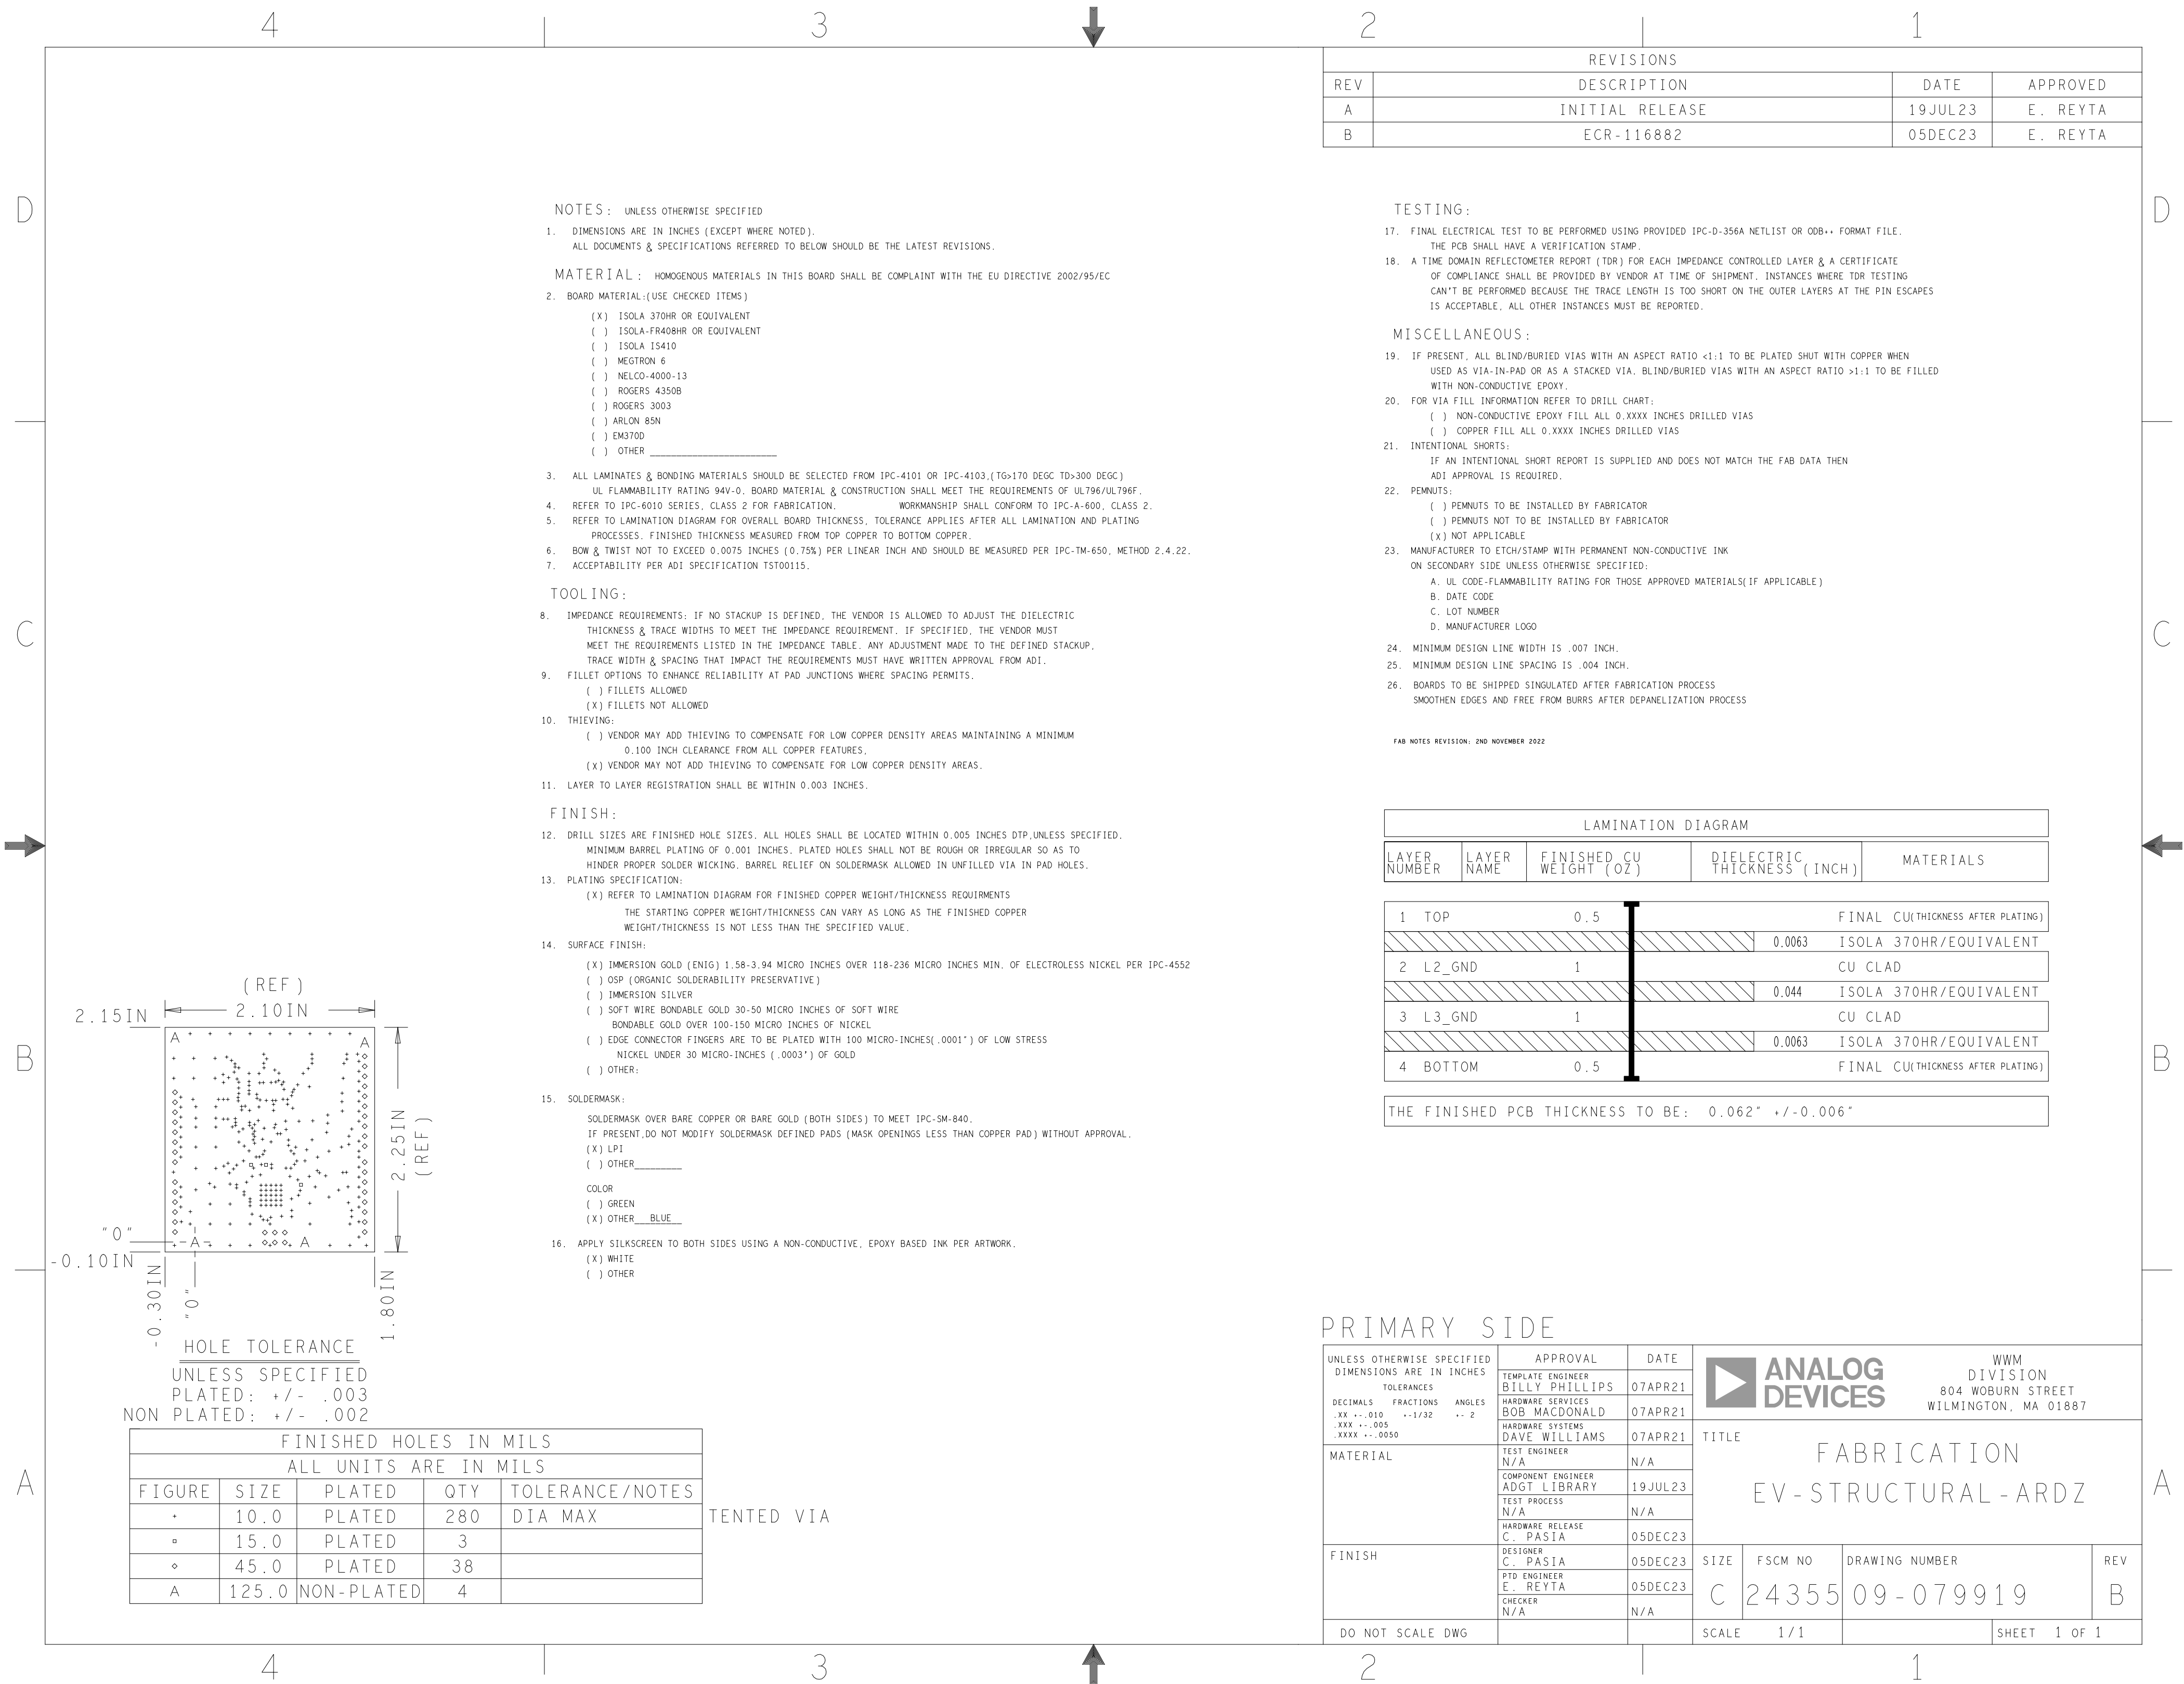 4 3 2 1
REVISIONS
REV DESCRIPTION DATE APPROVED
A INITIAL RELEASE 19JUL23 E. REYTA
B ECR-116882 05DEC23 E. REYTA
D D
NOTES: UNLESS OTHERWISE SPECIFIED
1. DIMENSIONS ARE IN INCHES (EXCEPT WHERE NOTED).
ALL DOCUMENTS & SPECIFICATIONS REFERRED TO BELOW SHOULD BE THE LATEST REVISIONS.
MATERIAL: HOMOGENOUS MATERIALS IN THIS BOARD SHALL BE COMPLAINT WITH THE EU DIRECTIVE 2002/95/EC
2. BOARD MATERIAL:(USE CHECKED ITEMS)
(X) ISOLA 370HR OR EQUIVALENT
( ) ISOLA-FR408HR OR EQUIVALENT
( ) ISOLA IS410
( ) MEGTRON 6
( ) NELCO-4000-13
( ) ROGERS 4350B
( ) ROGERS 3003
( ) ARLON 85N
( ) EM370D
( ) OTHER ________________________
3. ALL LAMINATES & BONDING MATERIALS SHOULD BE SELECTED FROM IPC-4101 OR IPC-4103.(TG>170 DEGC TD>300 DEGC)
UL FLAMMABILITY RATING 94V-0. BOARD MATERIAL & CONSTRUCTION SHALL MEET THE REQUIREMENTS OF UL796/UL796F.
4. REFER TO IPC-6010 SERIES, CLASS 2 FOR FABRICATION. WORKMANSHIP SHALL CONFORM TO IPC-A-600, CLASS 2.
5. REFER TO LAMINATION DIAGRAM FOR OVERALL BOARD THICKNESS, TOLERANCE APPLIES AFTER ALL LAMINATION AND PLATING
PROCESSES. FINISHED THICKNESS MEASURED FROM TOP COPPER TO BOTTOM COPPER.
6. BOW & TWIST NOT TO EXCEED 0.0075 INCHES (0.75%) PER LINEAR INCH AND SHOULD BE MEASURED PER IPC-TM-650, METHOD 2.4.22.
7. ACCEPTABILITY PER ADI SPECIFICATION TST00115.
TOOLING:
8. IMPEDANCE REQUIREMENTS: IF NO STACKUP IS DEFINED, THE VENDOR IS ALLOWED TO ADJUST THE DIELECTRIC
THICKNESS & TRACE WIDTHS TO MEET THE IMPEDANCE REQUIREMENT. IF SPECIFIED, THE VENDOR MUST
MEET THE REQUIREMENTS LISTED IN THE IMPEDANCE TABLE. ANY ADJUSTMENT MADE TO THE DEFINED STACKUP,
TRACE WIDTH & SPACING THAT IMPACT THE REQUIREMENTS MUST HAVE WRITTEN APPROVAL FROM ADI.
9. FILLET OPTIONS TO ENHANCE RELIABILITY AT PAD JUNCTIONS WHERE SPACING PERMITS.
( ) FILLETS ALLOWED
(X) FILLETS NOT ALLOWED
10. THIEVING:
( ) VENDOR MAY ADD THIEVING TO COMPENSATE FOR LOW COPPER DENSITY AREAS MAINTAINING A MINIMUM
0.100 INCH CLEARANCE FROM ALL COPPER FEATURES.
(X) VENDOR MAY NOT ADD THIEVING TO COMPENSATE FOR LOW COPPER DENSITY AREAS.
11. LAYER TO LAYER REGISTRATION SHALL BE WITHIN 0.003 INCHES.
FINISH:
12. DRILL SIZES ARE FINISHED HOLE SIZES. ALL HOLES SHALL BE LOCATED WITHIN 0.005 INCHES DTP,UNLESS SPECIFIED.
MINIMUM BARREL PLATING OF 0.001 INCHES. PLATED HOLES SHALL NOT BE ROUGH OR IRREGULAR SO AS TO
HINDER PROPER SOLDER WICKING. BARREL RELIEF ON SOLDERMASK ALLOWED IN UNFILLED VIA IN PAD HOLES.
13. PLATING SPECIFICATION:
(X) REFER TO LAMINATION DIAGRAM FOR FINISHED COPPER WEIGHT/THICKNESS REQUIRMENTS
THE STARTING COPPER WEIGHT/THICKNESS CAN VARY AS LONG AS THE FINISHED COPPER
WEIGHT/THICKNESS IS NOT LESS THAN THE SPECIFIED VALUE.
14. SURFACE FINISH:
(X) IMMERSION GOLD (ENIG) 1.58-3.94 MICRO INCHES OVER 118-236 MICRO INCHES MIN. OF ELECTROLESS NICKEL PER IPC-4552
( ) OSP (ORGANIC SOLDERABILITY PRESERVATIVE)
( ) IMMERSION SILVER
( ) SOFT WIRE BONDABLE GOLD 30-50 MICRO INCHES OF SOFT WIRE
BONDABLE GOLD OVER 100-150 MICRO INCHES OF NICKEL
( ) EDGE CONNECTOR FINGERS ARE TO BE PLATED WITH 100 MICRO-INCHES(.0001") OF LOW STRESS
NICKEL UNDER 30 MICRO-INCHES (.0003") OF GOLD
( ) OTHER:
15. SOLDERMASK:
SOLDERMASK OVER BARE COPPER OR BARE GOLD (BOTH SIDES) TO MEET IPC-SM-840.
IF PRESENT,DO NOT MODIFY SOLDERMASK DEFINED PADS (MASK OPENINGS LESS THAN COPPER PAD) WITHOUT APPROVAL.
(X) LPI
( ) OTHER_________
COLOR
( ) GREEN
(X) OTHER___BLUE__
16. APPLY SILKSCREEN TO BOTH SIDES USING A NON-CONDUCTIVE, EPOXY BASED INK PER ARTWORK.
(X) WHITE
( ) OTHER
TESTING:
17. FINAL ELECTRICAL TEST TO BE PERFORMED USING PROVIDED IPC-D-356A NETLIST OR ODB++ FORMAT FILE.
THE PCB SHALL HAVE A VERIFICATION STAMP.
18. A TIME DOMAIN REFLECTOMETER REPORT (TDR) FOR EACH IMPEDANCE CONTROLLED LAYER & A CERTIFICATE
OF COMPLIANCE SHALL BE PROVIDED BY VENDOR AT TIME OF SHIPMENT. INSTANCES WHERE TDR TESTING
CAN'T BE PERFORMED BECAUSE THE TRACE LENGTH IS TOO SHORT ON THE OUTER LAYERS AT THE PIN ESCAPES
IS ACCEPTABLE, ALL OTHER INSTANCES MUST BE REPORTED.
MISCELLANEOUS:
19. IF PRESENT, ALL BLIND/BURIED VIAS WITH AN ASPECT RATIO <1:1 TO BE PLATED SHUT WITH COPPER WHEN
USED AS VIA-IN-PAD OR AS A STACKED VIA. BLIND/BURIED VIAS WITH AN ASPECT RATIO >1:1 TO BE FILLED
WITH NON-CONDUCTIVE EPOXY.
20. FOR VIA FILL INFORMATION REFER TO DRILL CHART:
( ) NON-CONDUCTIVE EPOXY FILL ALL 0.XXXX INCHES DRILLED VIAS
( ) COPPER FILL ALL 0.XXXX INCHES DRILLED VIAS
21. INTENTIONAL SHORTS:
IF AN INTENTIONAL SHORT REPORT IS SUPPLIED AND DOES NOT MATCH THE FAB DATA THEN
ADI APPROVAL IS REQUIRED.
22. PEMNUTS:
( ) PEMNUTS TO BE INSTALLED BY FABRICATOR
( ) PEMNUTS NOT TO BE INSTALLED BY FABRICATOR
(X) NOT APPLICABLE
23. MANUFACTURER TO ETCH/STAMP WITH PERMANENT NON-CONDUCTIVE INK
ON SECONDARY SIDE UNLESS OTHERWISE SPECIFIED:
A. UL CODE-FLAMMABILITY RATING FOR THOSE APPROVED MATERIALS(IF APPLICABLE)
B. DATE CODE
C. LOT NUMBER
D. MANUFACTURER LOGO
24. MINIMUM DESIGN LINE WIDTH IS .007 INCH.
25. MINIMUM DESIGN LINE SPACING IS .004 INCH.
26. BOARDS TO BE SHIPPED SINGULATED AFTER FABRICATION PROCESS
SMOOTHEN EDGES AND FREE FROM BURRS AFTER DEPANELIZATION PROCESS
FAB NOTES REVISION: 2ND NOVEMBER 2022
C C
LAMINATION DIAGRAM
LAYER NUMBER LAYER NAME FINISHED CU WEIGHT (OZ) DIELECTRIC THICKNESS (INCH) MATERIALS
1 TOP 0.5 FINAL CU(THICKNESS AFTER PLATING)
0.0063 ISOLA 370HR/EQUIVALENT
2 L2_GND 1 CU CLAD
0.044 ISOLA 370HR/EQUIVALENT
3 L3_GND 1 CU CLAD
0.0063 ISOLA 370HR/EQUIVALENT
4 BOTTOM 0.5 FINAL CU(THICKNESS AFTER PLATING)
THE FINISHED PCB THICKNESS TO BE: 0.062" +/-0.006"
B B
(REF)
2.10IN
2.15IN
A A
2.25IN
(REF)
"0"
A A
-0.10IN
-0.30IN
"0"
1.80IN
HOLE TOLERANCE
UNLESS SPECIFIED
PLATED: +/- .003
NON PLATED: +/- .002
FINISHED HOLES IN MILS
ALL UNITS ARE IN MILS
FIGURE SIZE PLATED QTY TOLERANCE/NOTES
+ 10.0 PLATED 280 DIA MAX TENTED VIA
15.0 PLATED 3
45.0 PLATED 38
A 125.0 NON-PLATED 4
A A
PRIMARY SIDE
UNLESS OTHERWISE SPECIFIED
DIMENSIONS ARE IN INCHES
TOLERANCES
DECIMALS FRACTIONS ANGLES
.XX +-.010 +-1/32 +- 2
.XXX +-.005
.XXXX +-.0050
MATERIAL
FINISH
DO NOT SCALE DWG
APPROVAL DATE
TEMPLATE ENGINEER
BILLY PHILLIPS 07APR21
HARDWARE SERVICES
BOB MACDONALD 07APR21
HARDWARE SYSTEMS
DAVE WILLIAMS 07APR21
TEST ENGINEER
N/A N/A
COMPONENT ENGINEER
ADGT LIBRARY 19JUL23
TEST PROCESS
N/A N/A
HARDWARE RELEASE
C. PASIA 05DEC23
DESIGNER
C. PASIA 05DEC23
PTD ENGINEER
E. REYTA 05DEC23
CHECKER
N/A N/A
ANALOG
DEVICES
WWM
DIVISION
804 WOBURN STREET
WILMINGTON, MA 01887
TITLE
FABRICATION
EV-STRUCTURAL-ARDZ
SIZE FSCM NO DRAWING NUMBER REV
C 24355 09-079919 B
SCALE 1/1 SHEET 1 OF 1
4 3 2 1